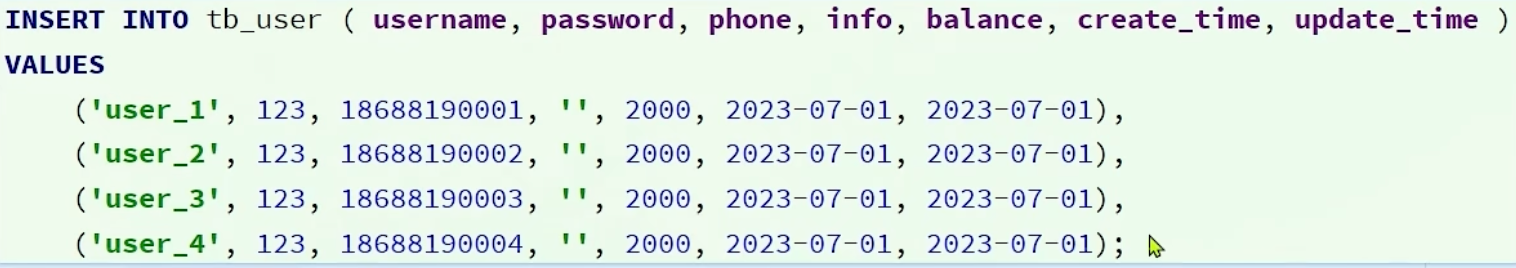 INSERT INTO tb_user ( username, password, phone, info, balance, create_time, update_time )
VALUES
('user_1', 123, 18688190001, '', 2000, 2023-07-01, 2023-07-01),
('user_2', 123, 18688190002, '', 2000, 2023-07-01, 2023-07-01),
('user_3', 123, 18688190003, '', 2000, 2023-07-01, 2023-07-01),
('user_4', 123, 18688190004, '', 2000, 2023-07-01, 2023-07-01);